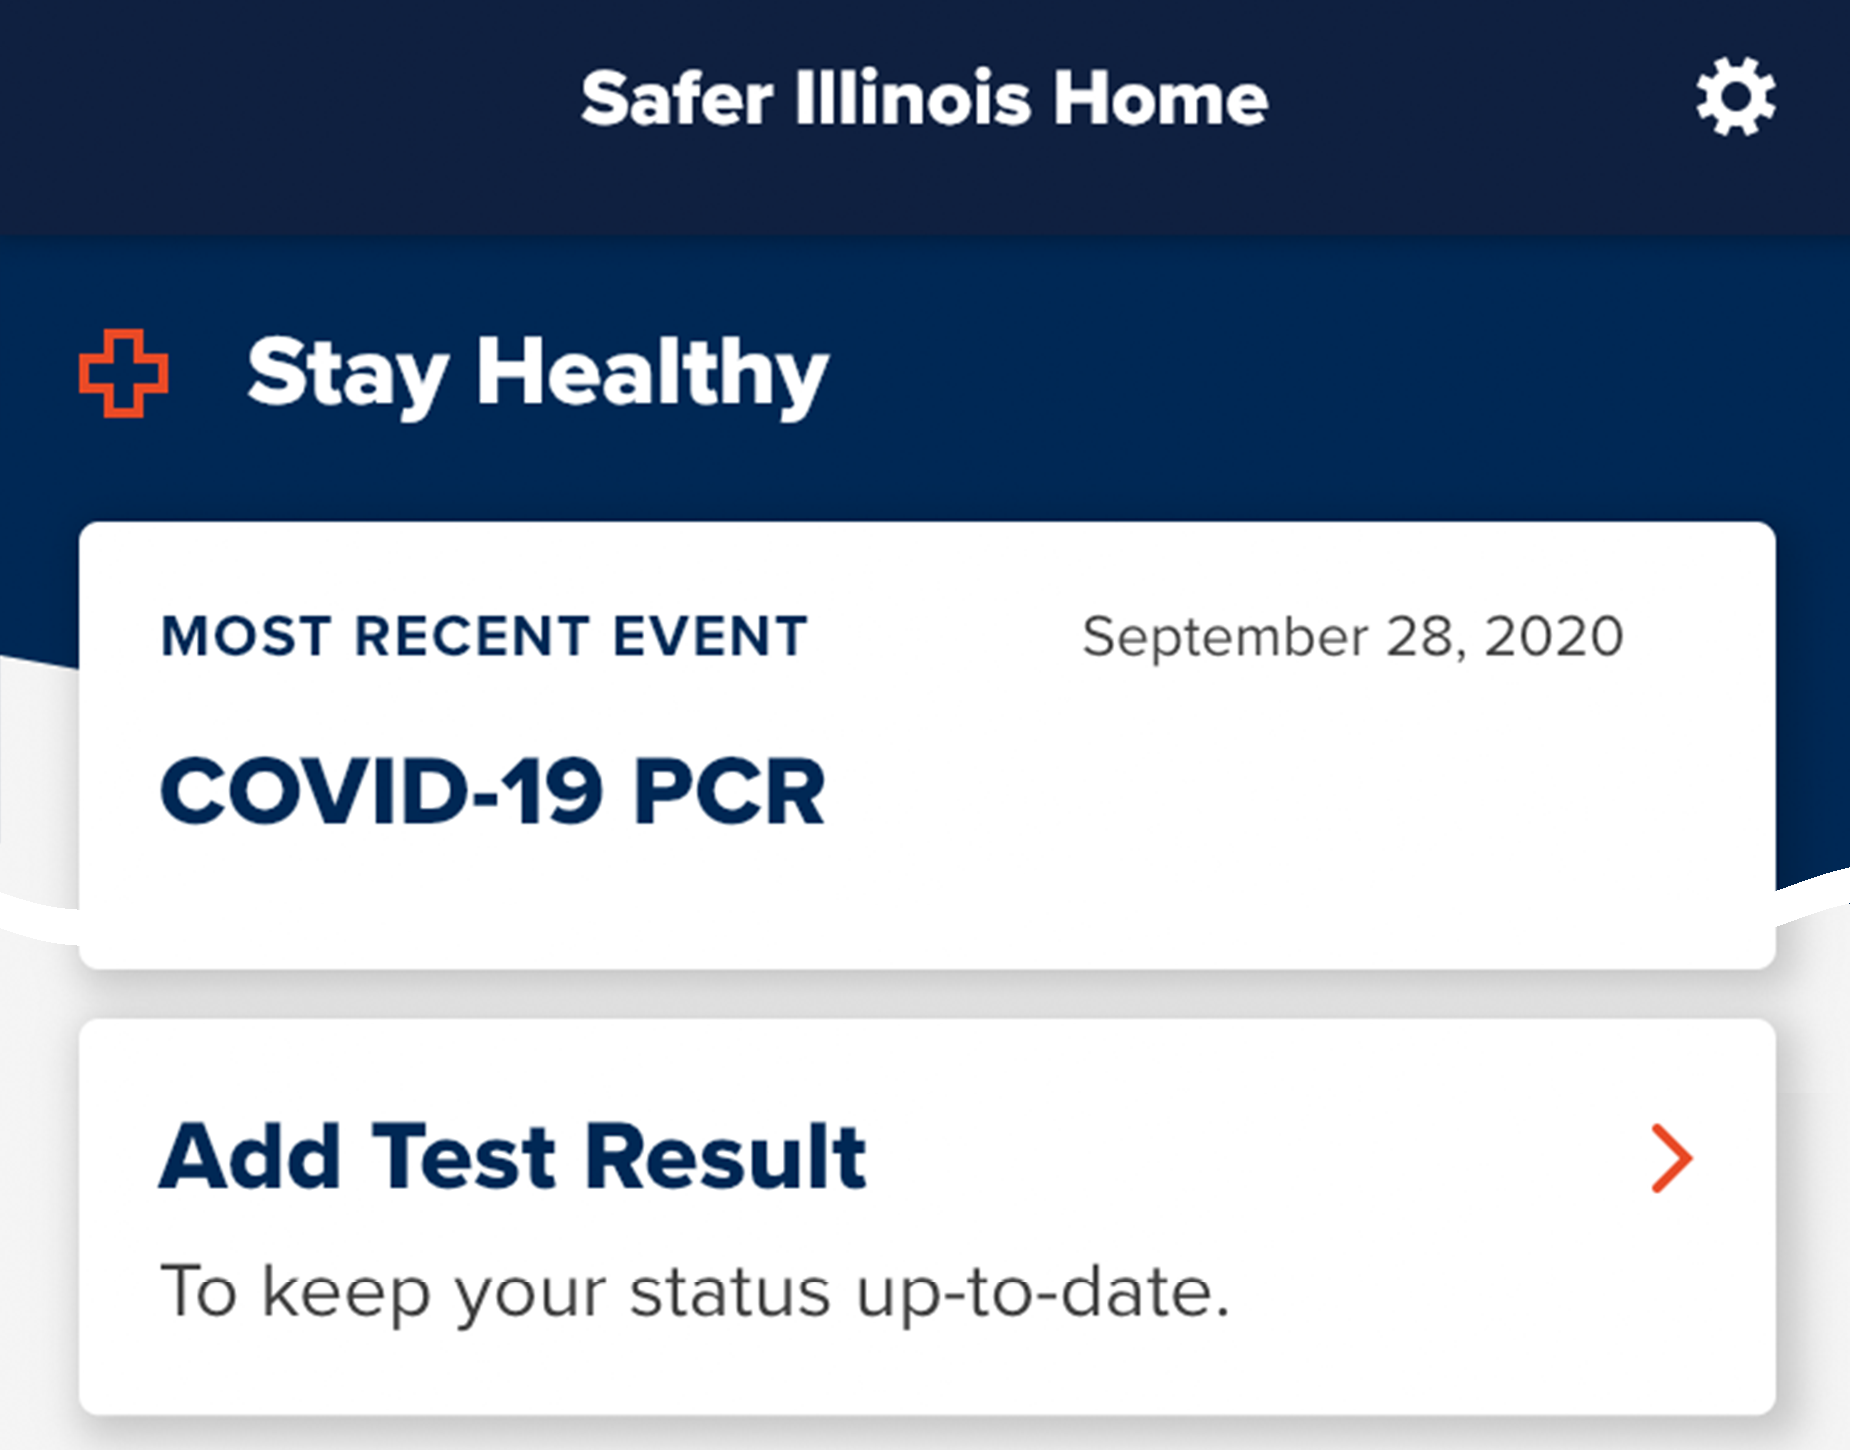 Safer Illinois Home
Stay Healthy
MOST RECENT EVENT September 28, 2020
COVID-19 PCR
Add Test Result
To keep your status up-to-date.